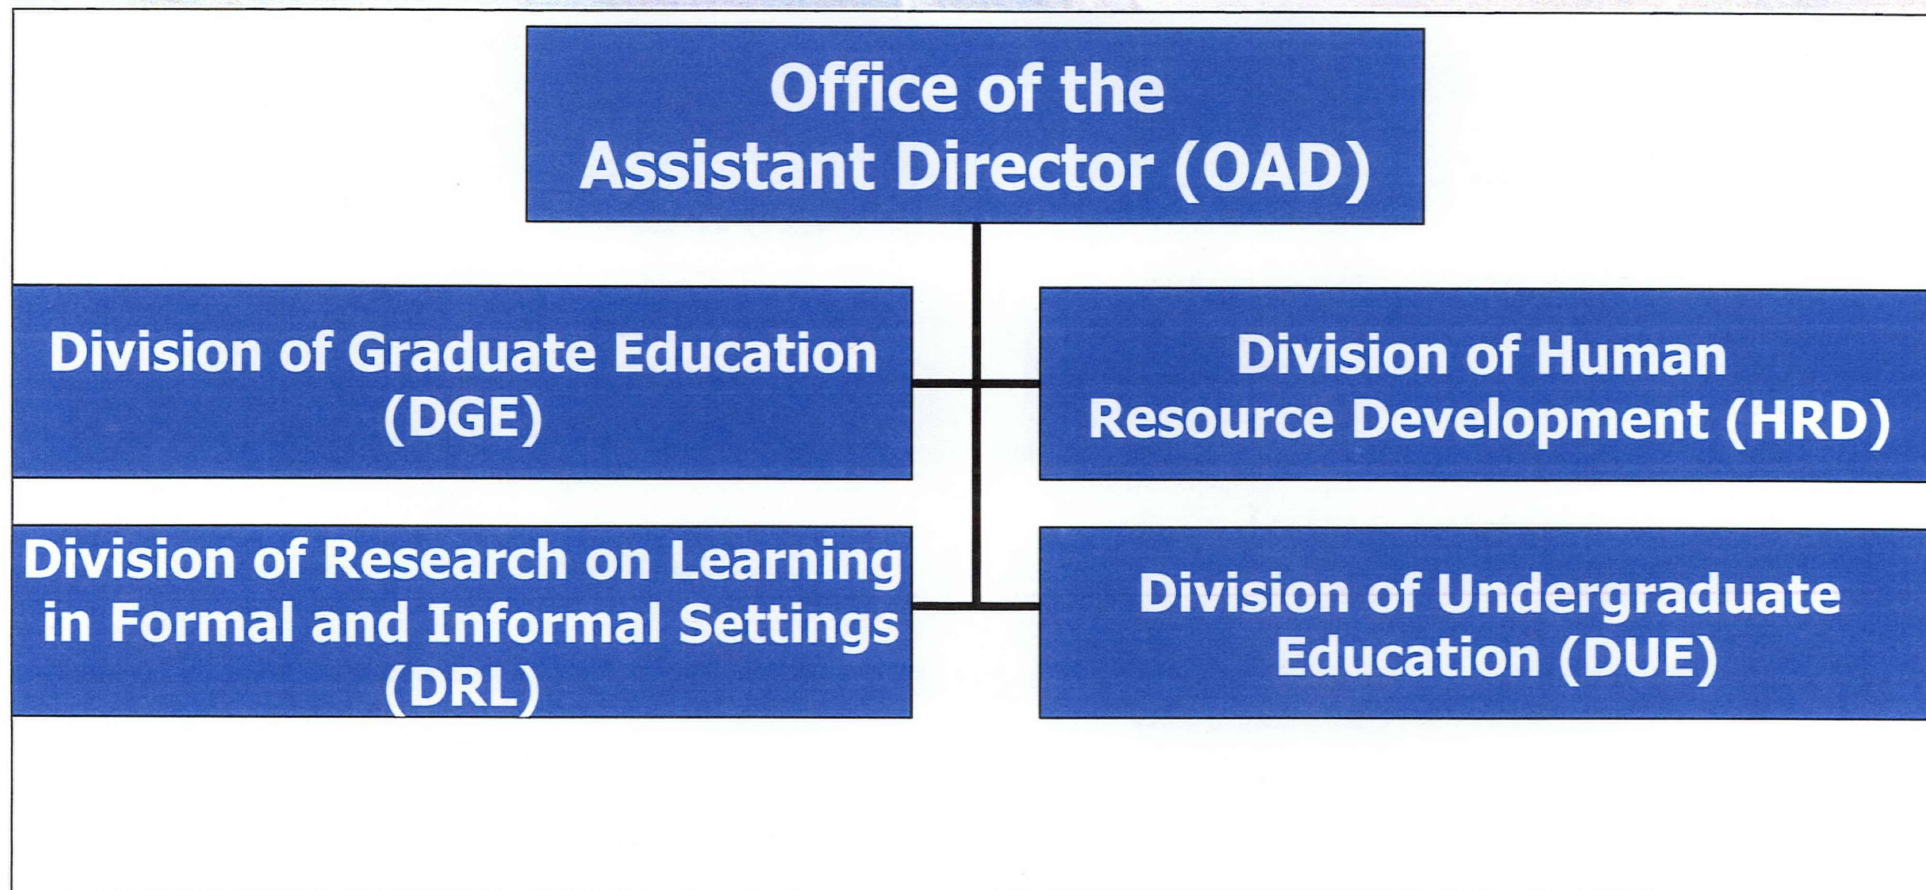 Office of the
Assistant Director (OAD)
Division of Graduate Education
(DGE)
Division of Human
Resource Development (HRD)
Division of Research on Learning
in Formal and Informal Settings
(DRL)
Division of Undergraduate
Education (DUE)